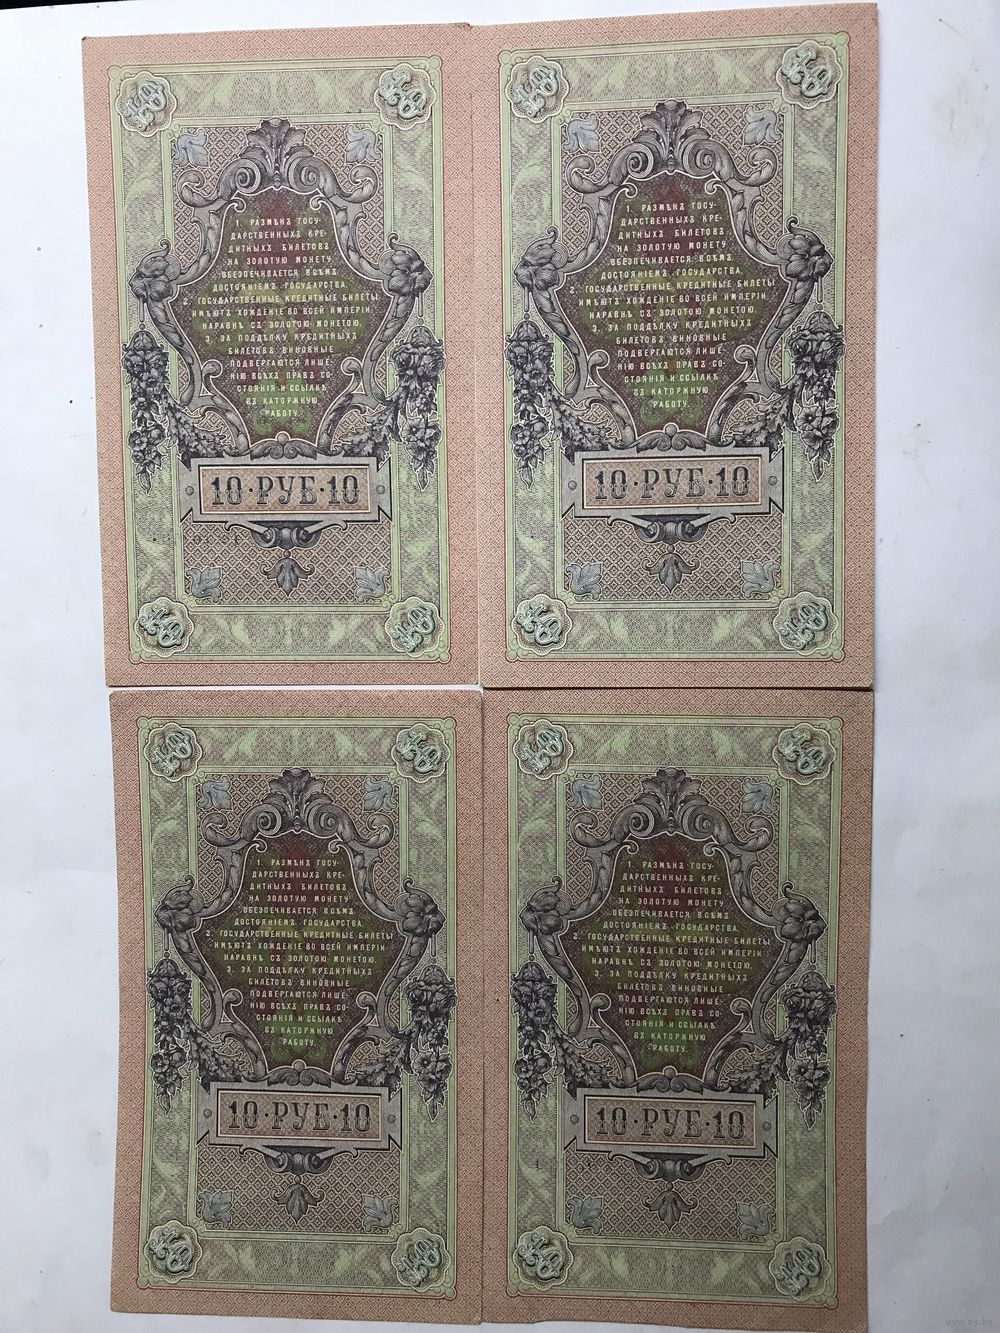 1. РАЗМѢНЪ ГОСУ-
ДАРСТВЕННЫХЪ КРЕ-
ДИТНЫХЪ БИЛЕТОВЪ
НА ЗОЛОТУЮ МОНЕТУ
ОБЕЗПЕЧИВАЕТСЯ ВСѢМЪ
ДОСТОЯНІЕМЪ ГОСУДАРСТВА.
2. ГОСУДАРСТВЕННЫЕ КРЕДИТНЫЕ БИЛЕТЫ
ИМѢЮТЪ ХОЖДЕНІЕ ВО ВСЕЙ ИМПЕРІИ
НАРАВНѢ СЪ ЗОЛОТОЮ МОНЕТОЮ.
3. ЗА ПОДДѢЛКУ КРЕДИТНЫХЪ
БИЛЕТОВЪ ВИНОВНЫЕ
ПОДВЕРГАЮТСЯ ЛИШЕ-
НІЮ ВСѢХЪ ПРАВЪ СО-
СТОЯНІЯ И ССЫЛКѢ
ВЪ КАТОРЖНУЮ
РАБОТУ.
10·РУБ·10
1. РАЗМѢНЪ ГОСУ-
ДАРСТВЕННЫХЪ КРЕ-
ДИТНЫХЪ БИЛЕТОВЪ
НА ЗОЛОТУЮ МОНЕТУ
ОБЕЗПЕЧИВАЕТСЯ ВСѢМЪ
ДОСТОЯНІЕМЪ ГОСУДАРСТВА.
2. ГОСУДАРСТВЕННЫЕ КРЕДИТНЫЕ БИЛЕТЫ
ИМѢЮТЪ ХОЖДЕНІЕ ВО ВСЕЙ ИМПЕРІИ
НАРАВНѢ СЪ ЗОЛОТОЮ МОНЕТОЮ.
3. ЗА ПОДДѢЛКУ КРЕДИТНЫХЪ
БИЛЕТОВЪ ВИНОВНЫЕ
ПОДВЕРГАЮТСЯ ЛИШЕ-
НІЮ ВСѢХЪ ПРАВЪ СО-
СТОЯНІЯ И ССЫЛКѢ
ВЪ КАТОРЖНУЮ
РАБОТУ.
10·РУБ·10
1. РАЗМѢНЪ ГОСУ-
ДАРСТВЕННЫХЪ КРЕ-
ДИТНЫХЪ БИЛЕТОВЪ
НА ЗОЛОТУЮ МОНЕТУ
ОБЕЗПЕЧИВАЕТСЯ ВСѢМЪ
ДОСТОЯНІЕМЪ ГОСУДАРСТВА.
2. ГОСУДАРСТВЕННЫЕ КРЕДИТНЫЕ БИЛЕТЫ
ИМѢЮТЪ ХОЖДЕНІЕ ВО ВСЕЙ ИМПЕРІИ
НАРАВНѢ СЪ ЗОЛОТОЮ МОНЕТОЮ.
3. ЗА ПОДДѢЛКУ КРЕДИТНЫХЪ
БИЛЕТОВЪ ВИНОВНЫЕ
ПОДВЕРГАЮТСЯ ЛИШЕ-
НІЮ ВСѢХЪ ПРАВЪ СО-
СТОЯНІЯ И ССЫЛКѢ
ВЪ КАТОРЖНУЮ
РАБОТУ.
10·РУБ·10
1. РАЗМѢНЪ ГОСУ-
ДАРСТВЕННЫХЪ КРЕ-
ДИТНЫХЪ БИЛЕТОВЪ
НА ЗОЛОТУЮ МОНЕТУ
ОБЕЗПЕЧИВАЕТСЯ ВСѢМЪ
ДОСТОЯНІЕМЪ ГОСУДАРСТВА.
2. ГОСУДАРСТВЕННЫЕ КРЕДИТНЫЕ БИЛЕТЫ
ИМѢЮТЪ ХОЖДЕНІЕ ВО ВСЕЙ ИМПЕРІИ
НАРАВНѢ СЪ ЗОЛОТОЮ МОНЕТОЮ.
3. ЗА ПОДДѢЛКУ КРЕДИТНЫХЪ
БИЛЕТОВЪ ВИНОВНЫЕ
ПОДВЕРГАЮТСЯ ЛИШЕ-
НІЮ ВСѢХЪ ПРАВЪ СО-
СТОЯНІЯ И ССЫЛКѢ
ВЪ КАТОРЖНУЮ
РАБОТУ.
10·РУБ·10
www.ay.by